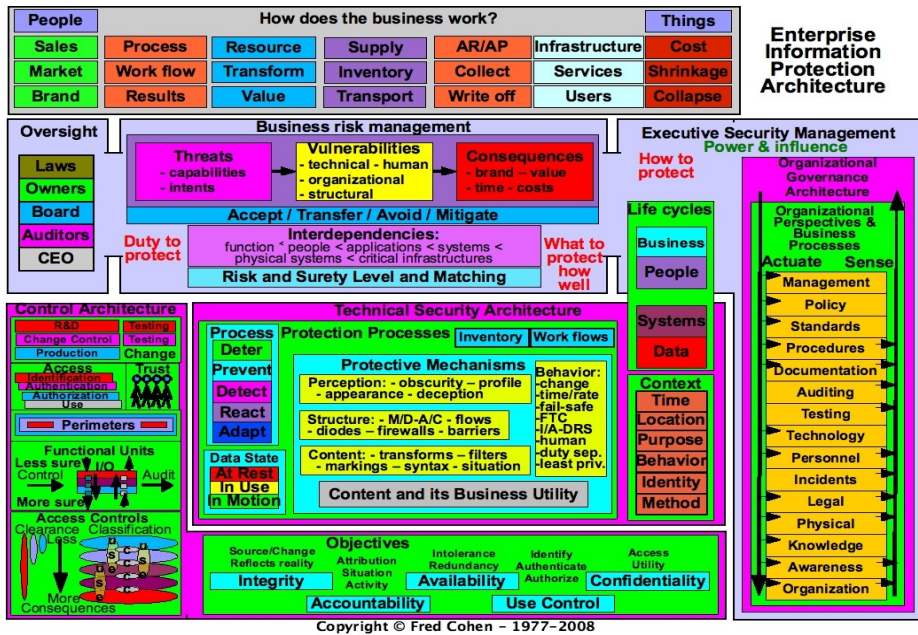 People
How does the business work?
Things
Sales Process Resource Supply AR/AP Infrastructure Cost
Market Work flow Transform Inventory Collect Services Shrinkage
Brand Results Value Transport Write off Users Collapse
Enterprise
Information
Protection
Architecture
Oversight
Laws
Owners
Board
Auditors
CEO
Business risk management
Threats
- capabilities
- intents
Vulnerabilities
- technical - human
- organizational
- structural
Consequences
- brand – value
- time - costs
Accept / Transfer / Avoid / Mitigate
Duty to
protect
Interdependencies:
function < people < applications < systems <
physical systems < critical infrastructures
Risk and Surety Level and Matching
What to
protect
how
well
How to
protect
Executive Security Management
Power & influence
Organizational
Governance
Architecture
Organizational
Perspectives &
Business
Processes
Actuate Sense
Management
Policy
Standards
Procedures
Documentation
Auditing
Testing
Technology
Personnel
Incidents
Legal
Physical
Knowledge
Awareness
Organization
Life cycles
Business
People
Systems
Data
Context
Time
Location
Purpose
Behavior
Identity
Method
Control Architecture
R&D Testing
Change Control Testing
Production Change
Access Trust
Identification
Authentication
Authorization
Use
Perimeters
Functional Units
Less sure I/O
Control Audit
More sure
Access Controls
Clearance Classification
Less
More
Consequences
Technical Security Architecture
Process
Deter
Prevent
Detect
React
Adapt
Data State
At Rest
In Use
In Motion
Protection Processes
Inventory Work flows
Protective Mechanisms
Perception: - obscurity – profile
- appearance - deception
Structure: - M/D-A/C - flows
- diodes – firewalls - barriers
Content: - transforms – filters
- markings – syntax - situation
Behavior:
-change
-time/rate
-fail-safe
-FTC
-I/A-DRS
-human
-duty sep.
-least priv.
Content and its Business Utility
Objectives
Source/Change
Reflects reality
Integrity
Attribution
Situation
Activity
Accountability
Intolerance
Redundancy
Availability
Identify
Authenticate
Authorize
Use Control
Access
Utility
Confidentiality
Copyright © Fred Cohen - 1977-2008